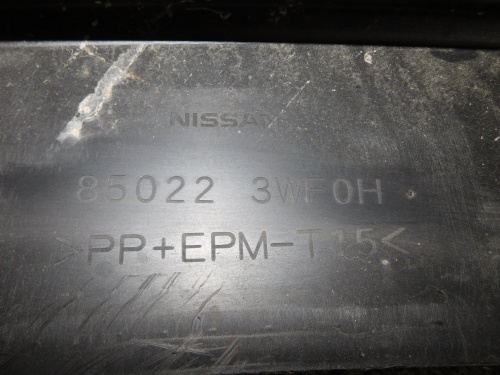 NISSAN
85022 3WF0H
>PP+EPM-T15<